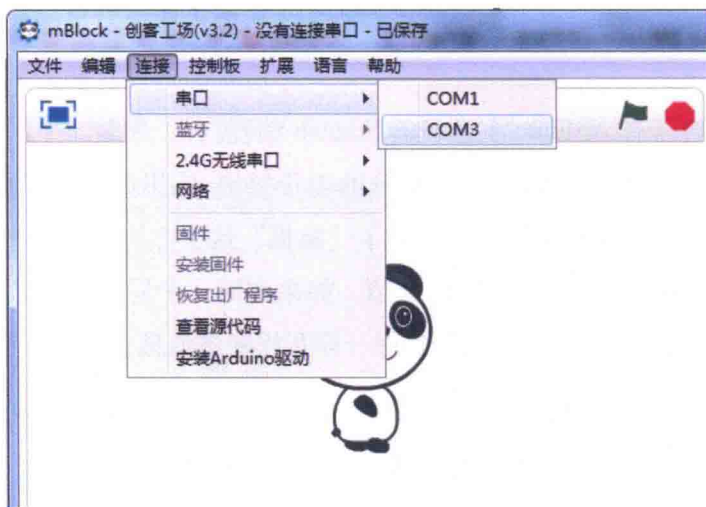 mBlock - 创客工场(v3.2) - 没有连接串口 - 已保存
文件 编辑 连接 控制板 扩展 语言 帮助
串口
COM1
蓝牙
COM3
2.4G无线串口
网络
固件
安装固件
恢复出厂程序
查看源代码
安装Arduino驱动